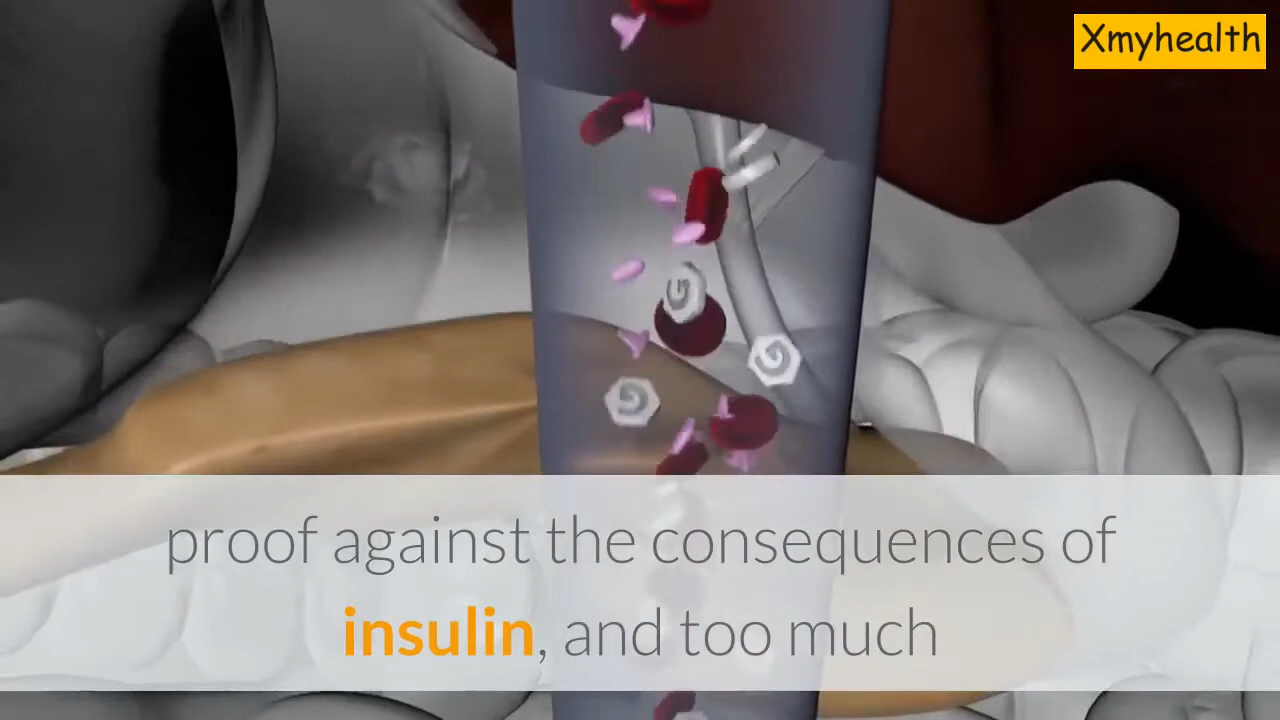 Xmyhealth
proof against the consequences of
insulin, and too much